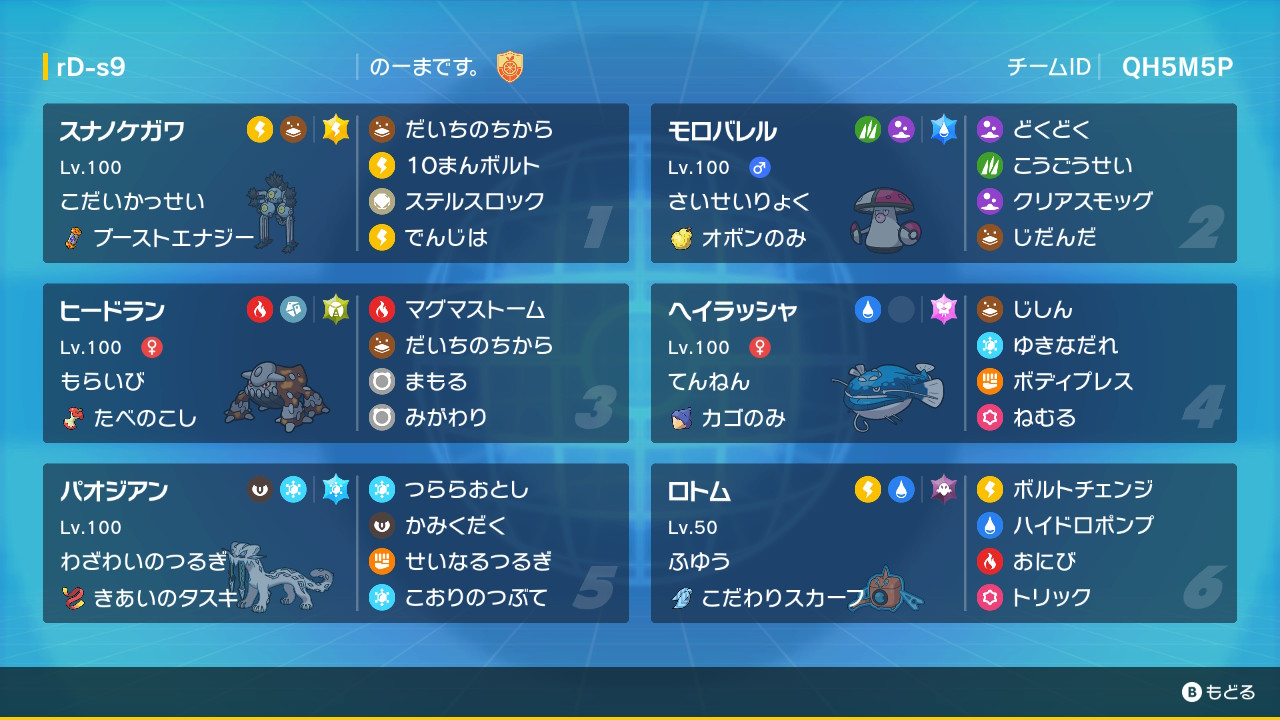 rD-s9
のーまです。
チームID QH5M5P
スナノケガワ
Lv.100
こだいかっせい
ブーストエナジー
だいちのちから
10まんボルト
ステルスロック
でんじは
1
モロバレル
Lv.100
さいせいりょく
オボンのみ
どくどく
こうごうせい
クリアスモッグ
じだんだ
2
ヒードラン
Lv.100
もらいび
たべのこし
マグマストーム
だいちのちから
まもる
みがわり
3
ヘイラッシャ
Lv.100
てんねん
カゴのみ
じしん
ゆきなだれ
ボディプレス
ねむる
4
パオジアン
Lv.100
わざわいのつるぎ
きあいのタスキ
つららおとし
かみくだく
せいなるつるぎ
こおりのつぶて
5
ロトム
Lv.50
ふゆう
こだわりスカーフ
ボルトチェンジ
ハイドロポンプ
おにび
トリック
6
B もどる